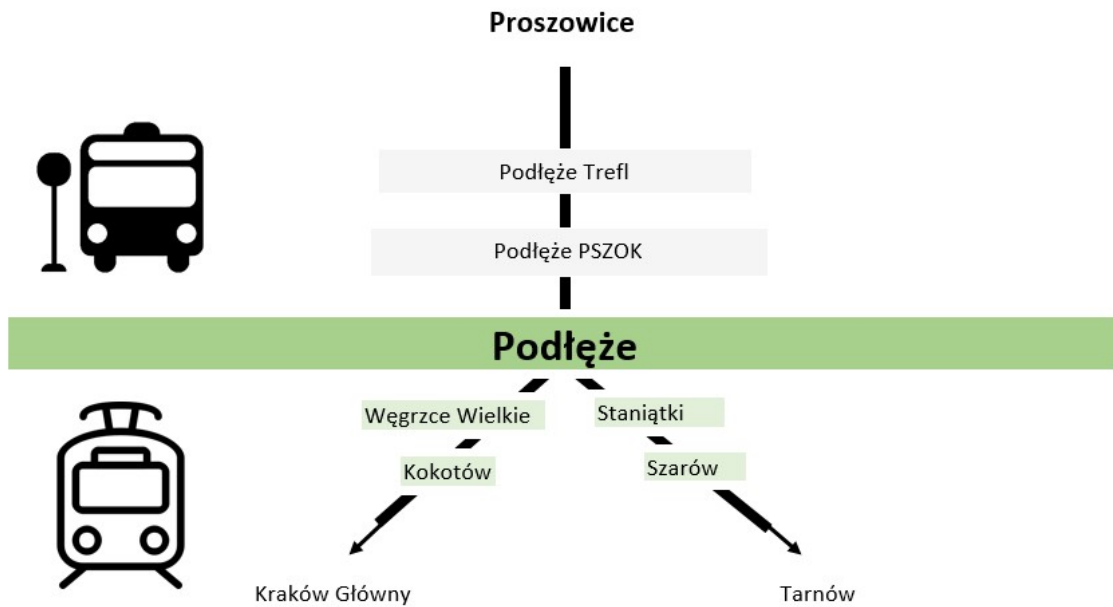 Proszowice
Podłęże Trefl
Podłęże PSZOK
Podłęże
Węgrzce Wielkie
Staniątki
Kokotów
Szarów
Kraków Główny
Tarnów